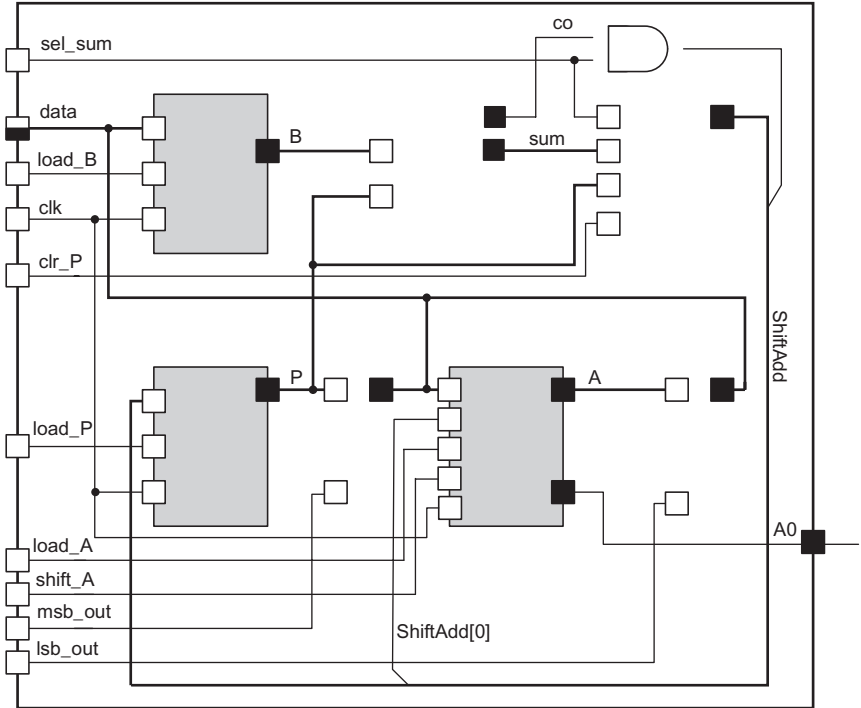 co
sel_sum
data
B
sum
load_B
clk
clr_P
ShiftAdd
P
A
load_P
A0
load_A
shift_A
msb_out
ShiftAdd[0]
lsb_out